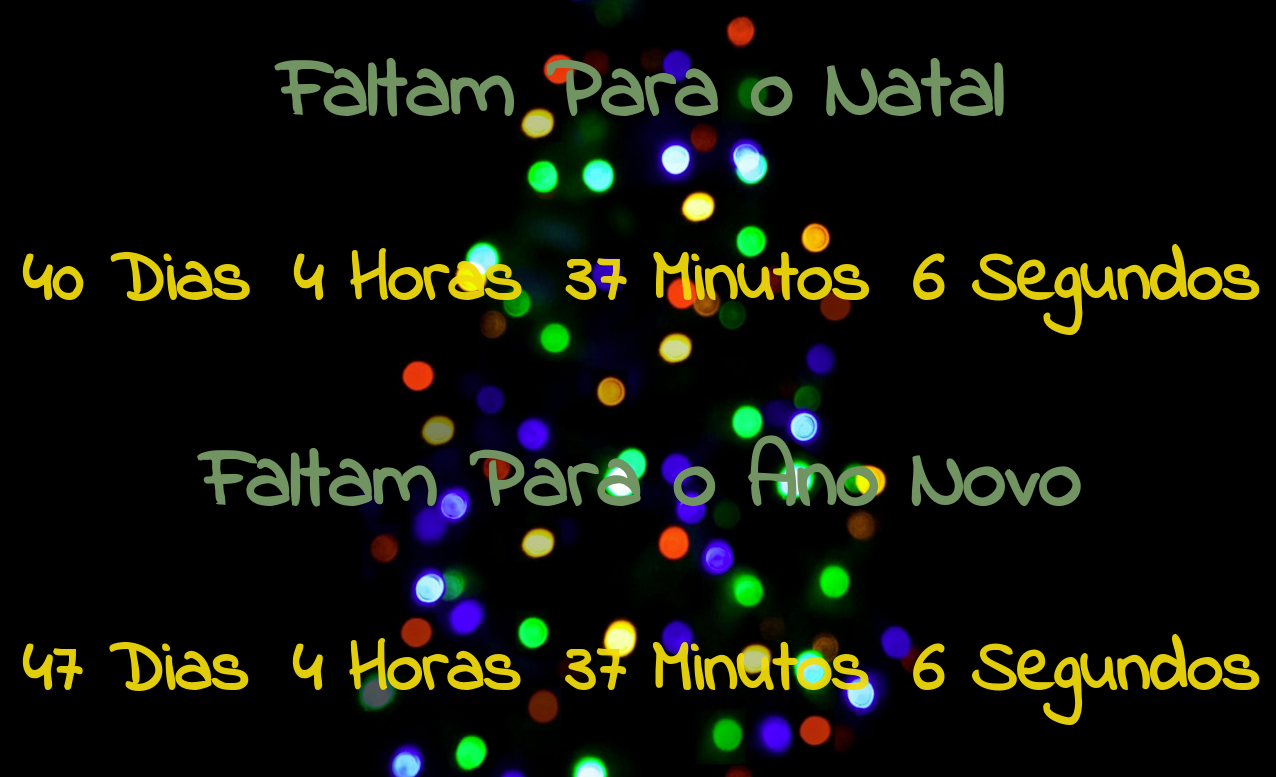 Faltam Para o Natal
40 Dias 4 Horas 37 Minutos 6 Segundos
Faltam Para o Ano Novo
47 Dias 4 Horas 37 Minutos 6 Segundos